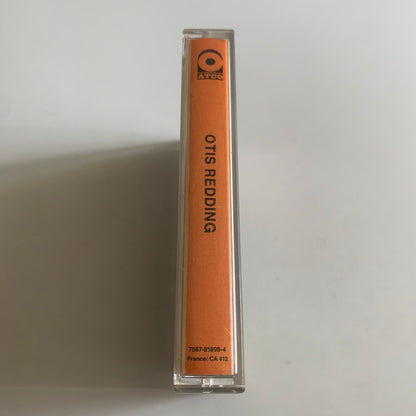 ATCO
OTIS REDDING
7567-81899-4
France: CA 412